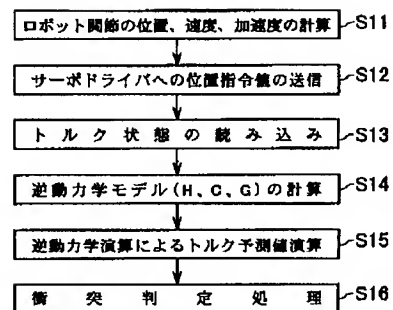 ロボット関節の位置、速度、加速度の計算 S11
サーボドライバへの位置指令値の送信 S12
トルク状態の読み込み S13
逆動力学モデル(H、C、G)の計算 S14
逆動力学演算によるトルク予測値演算 S15
衝突判定処理 S16